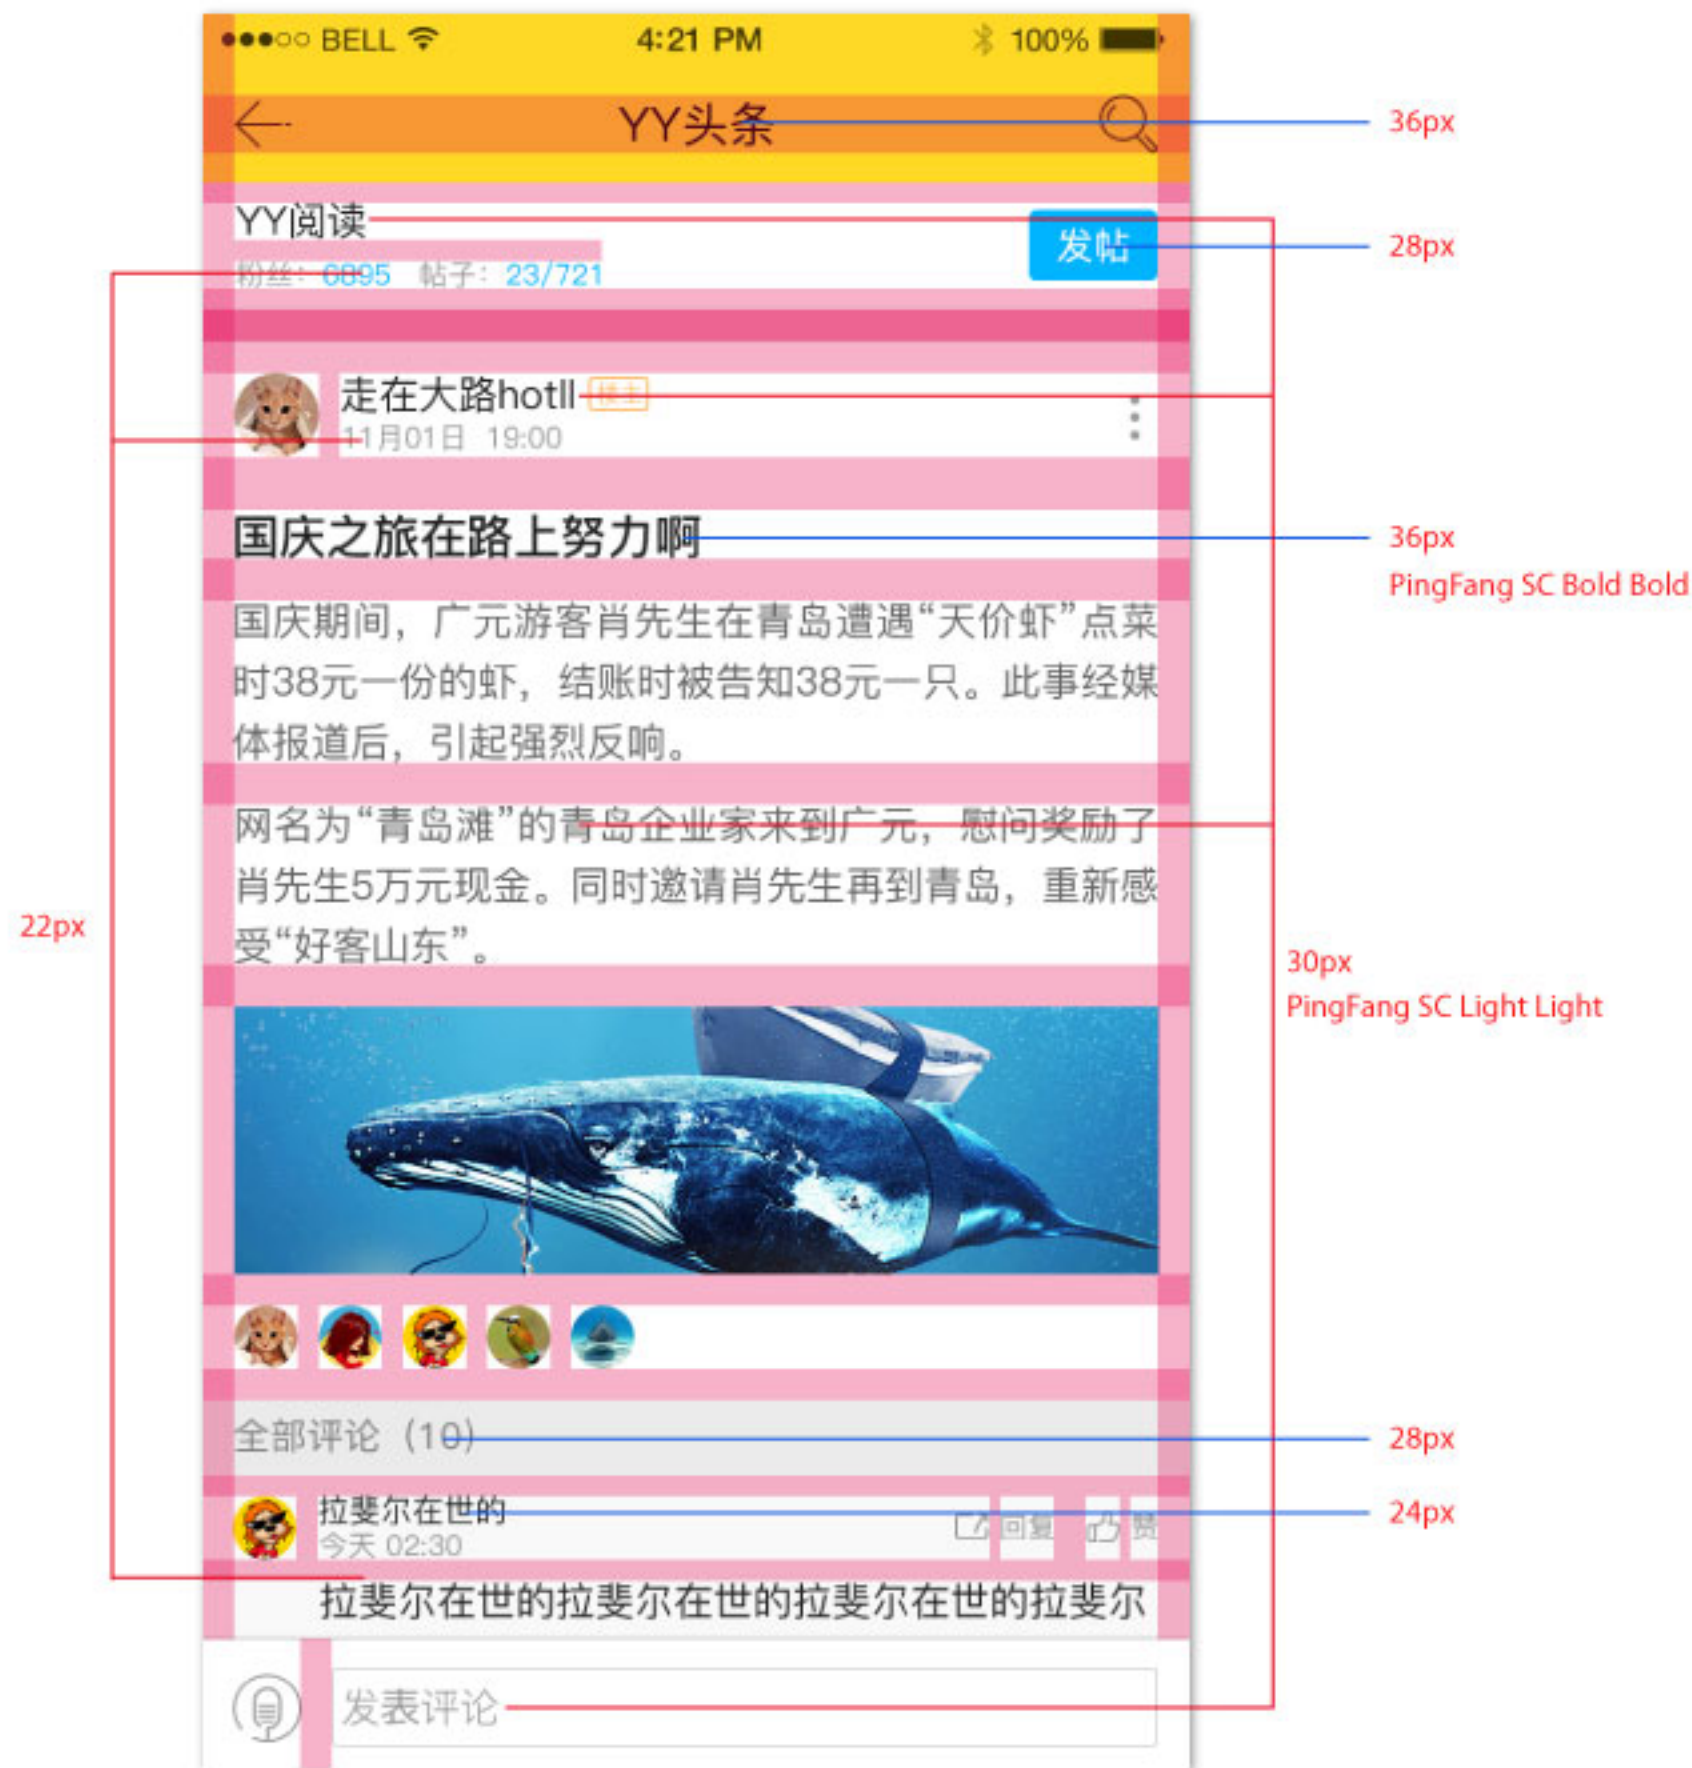 BELL 4:21 PM 100%
YY头条
36px
YY阅读
发帖
28px
粉丝：6895 帖子：23/721
走在大路hotll 楼主
11月01日 19:00
国庆之旅在路上努力啊
36px
PingFang SC Bold Bold
国庆期间，广元游客肖先生在青岛遭遇“天价虾”点菜
时38元一份的虾，结账时被告知38元一只。此事经媒
体报道后，引起强烈反响。
网名为“青岛滩”的青岛企业家来到广元，慰问奖励了
肖先生5万元现金。同时邀请肖先生再到青岛，重新感
受“好客山东”。
22px
30px
PingFang SC Light Light
全部评论（10）
28px
拉斐尔在世的
回复 赞
24px
今天 02:30
拉斐尔在世的拉斐尔在世的拉斐尔在世的拉斐尔
发表评论